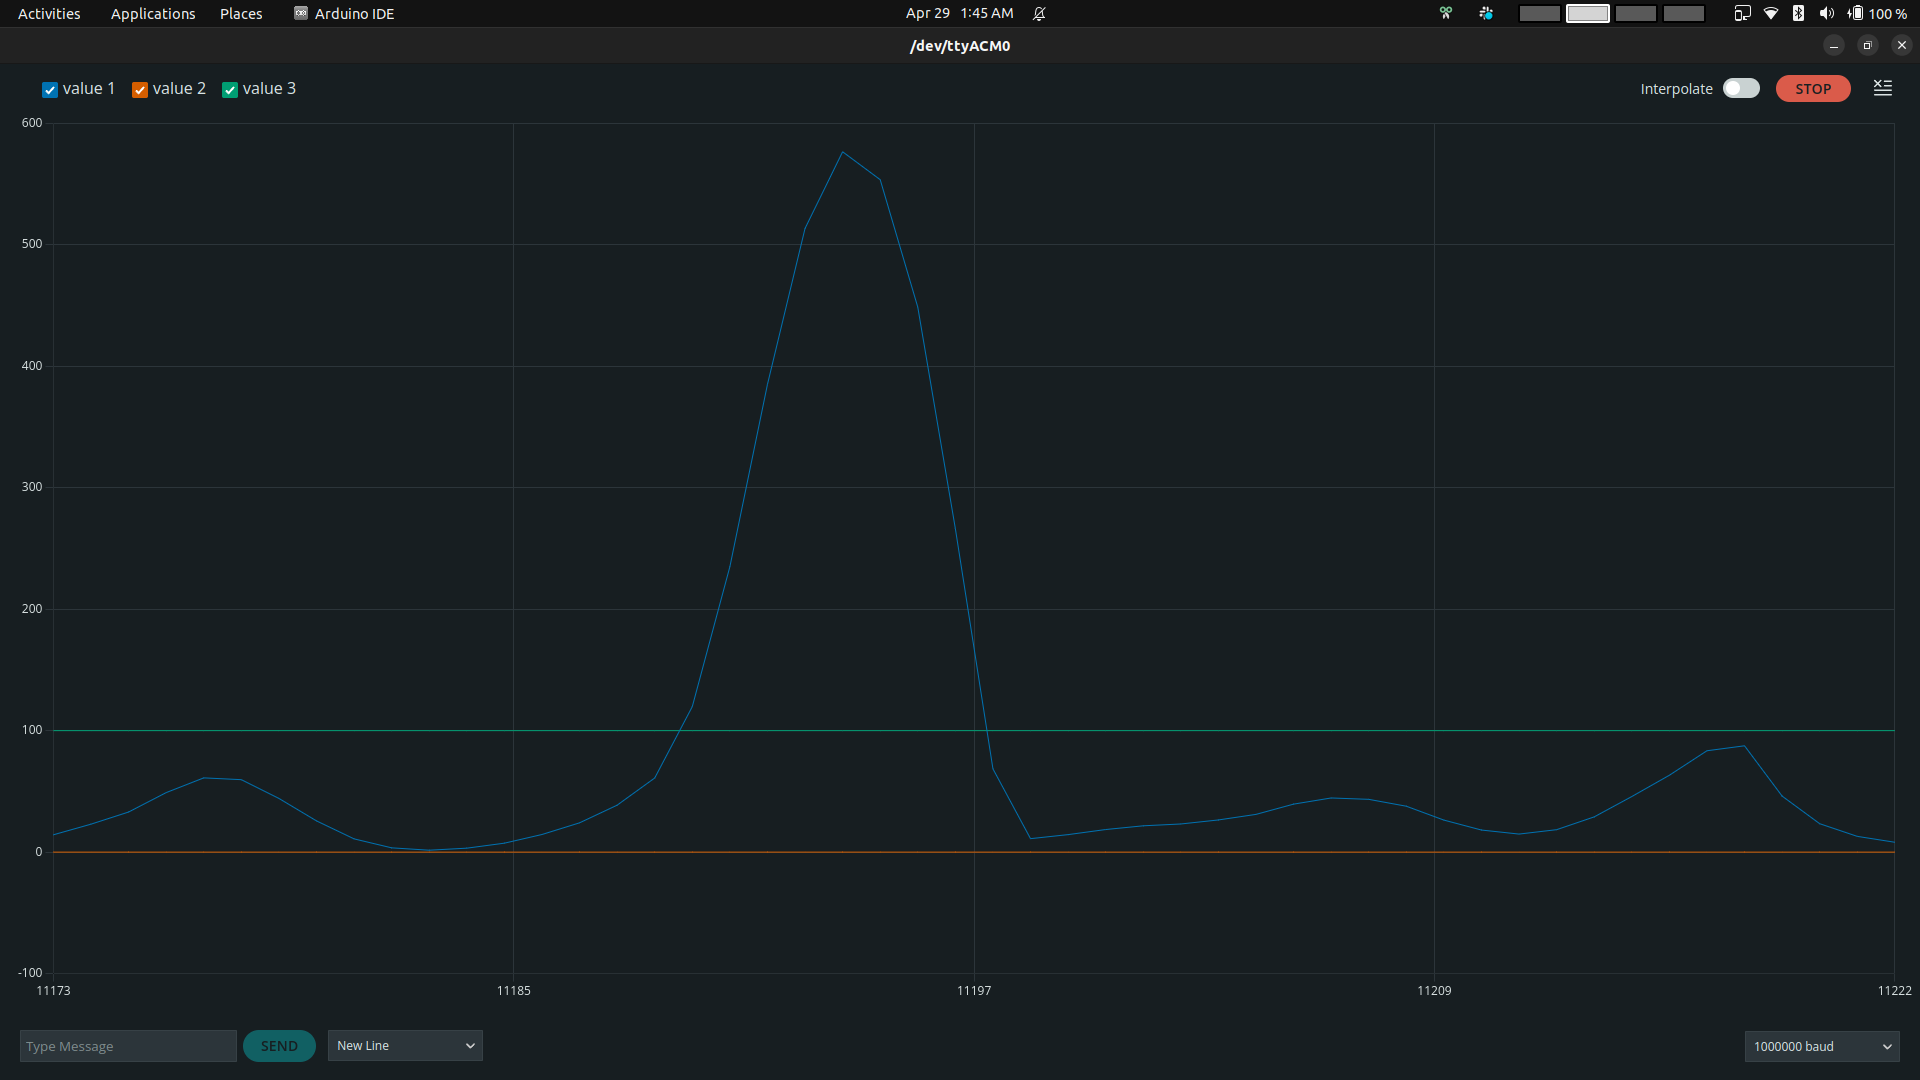 Activities Applications Places Arduino IDE Apr 29 1:45 AM 100 %
/dev/ttyACM0
value 1 value 2 value 3 Interpolate STOP
600
500
400
300
200
100
0
-100
11173 11185 11197 11209 11222
Type Message SEND New Line 1000000 baud